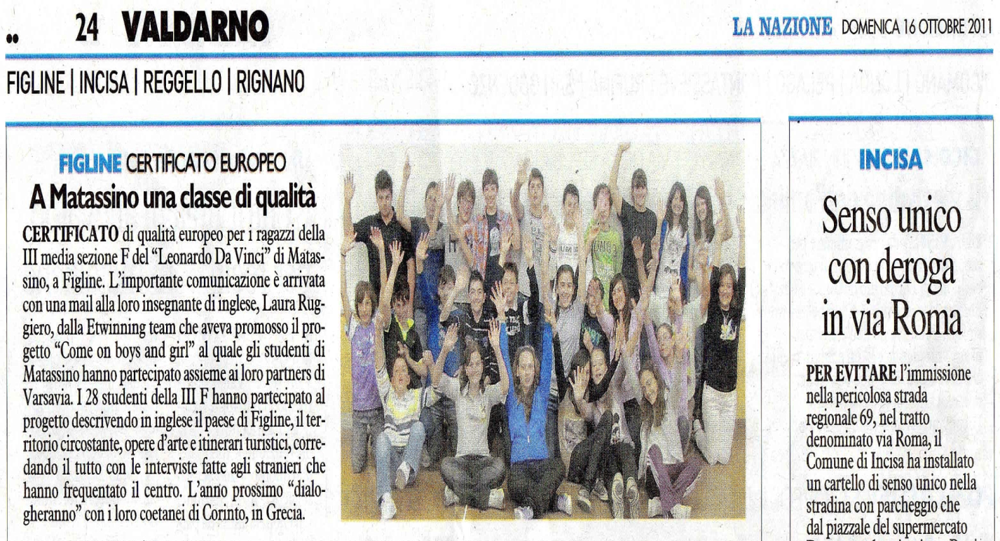 24 VALDARNO
LA NAZIONE DOMENICA 16 OTTOBRE 2011
FIGLINE | INCISA | REGGELLO | RIGNANO
FIGLINE CERTIFICATO EUROPEO
A Matassino una classe di qualità
CERTIFICATO di qualità europeo per i ragazzi della
III media sezione F del “Leonardo Da Vinci” di Matas-
sino, a Figline. L’importante comunicazione è arrivata
con una mail alla loro insegnante di inglese, Laura Rug-
giero, dalla Etwinning team che aveva promosso il pro-
getto “Come on boys and girl” al quale gli studenti di
Matassino hanno partecipato assieme ai loro partners di
Varsavia. I 28 studenti della III F hanno partecipato al
progetto descrivendo in inglese il paese di Figline, il ter-
ritorio circostante, opere d’arte e itinerari turistici, corre-
dando il tutto con le interviste fatte agli stranieri che
hanno frequentato il centro. L’anno prossimo “dialo-
gheranno” con i loro coetanei di Corinto, in Grecia.
INCISA
Senso unico
con deroga
in via Roma
PER EVITARE l’immissione
nella pericolosa strada
regionale 69, nel tratto
denominato via Roma, il
Comune di Incisa ha installato
un cartello di senso unico nella
stradina con parcheggio che
dal piazzale del supermercato